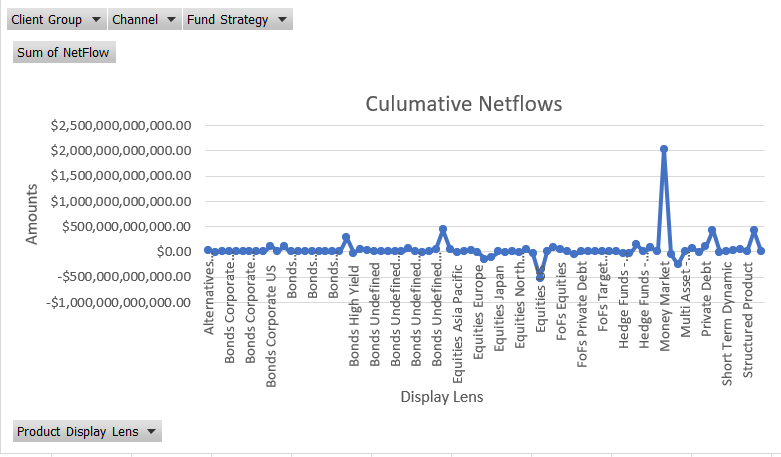 Client Group
Channel
Fund Strategy
Sum of NetFlow
Culumative Netflows
$2,500,000,000,000.00
$2,000,000,000,000.00
$1,500,000,000,000.00
$1,000,000,000,000.00
$500,000,000,000.00
$0.00
-$500,000,000,000.00
-$1,000,000,000,000.00
Amounts
Alternatives...
Bonds Corporate...
Bonds Corporate...
Bonds Corporate US
Bonds...
Bonds...
Bonds...
Bonds High Yield
Bonds Undefined
Bonds Undefined...
Bonds Undefined...
Bonds Undefined...
Equities Asia Pacific
Equities Europe
Equities Japan
Equities North...
Equities US
FoFs Equities
FoFs Private Debt
FoFs Target...
Hedge Funds -...
Hedge Funds -...
Money Market
Multi Asset -...
Private Debt
Short Term Dynamic
Structured Product
Display Lens
Product Display Lens